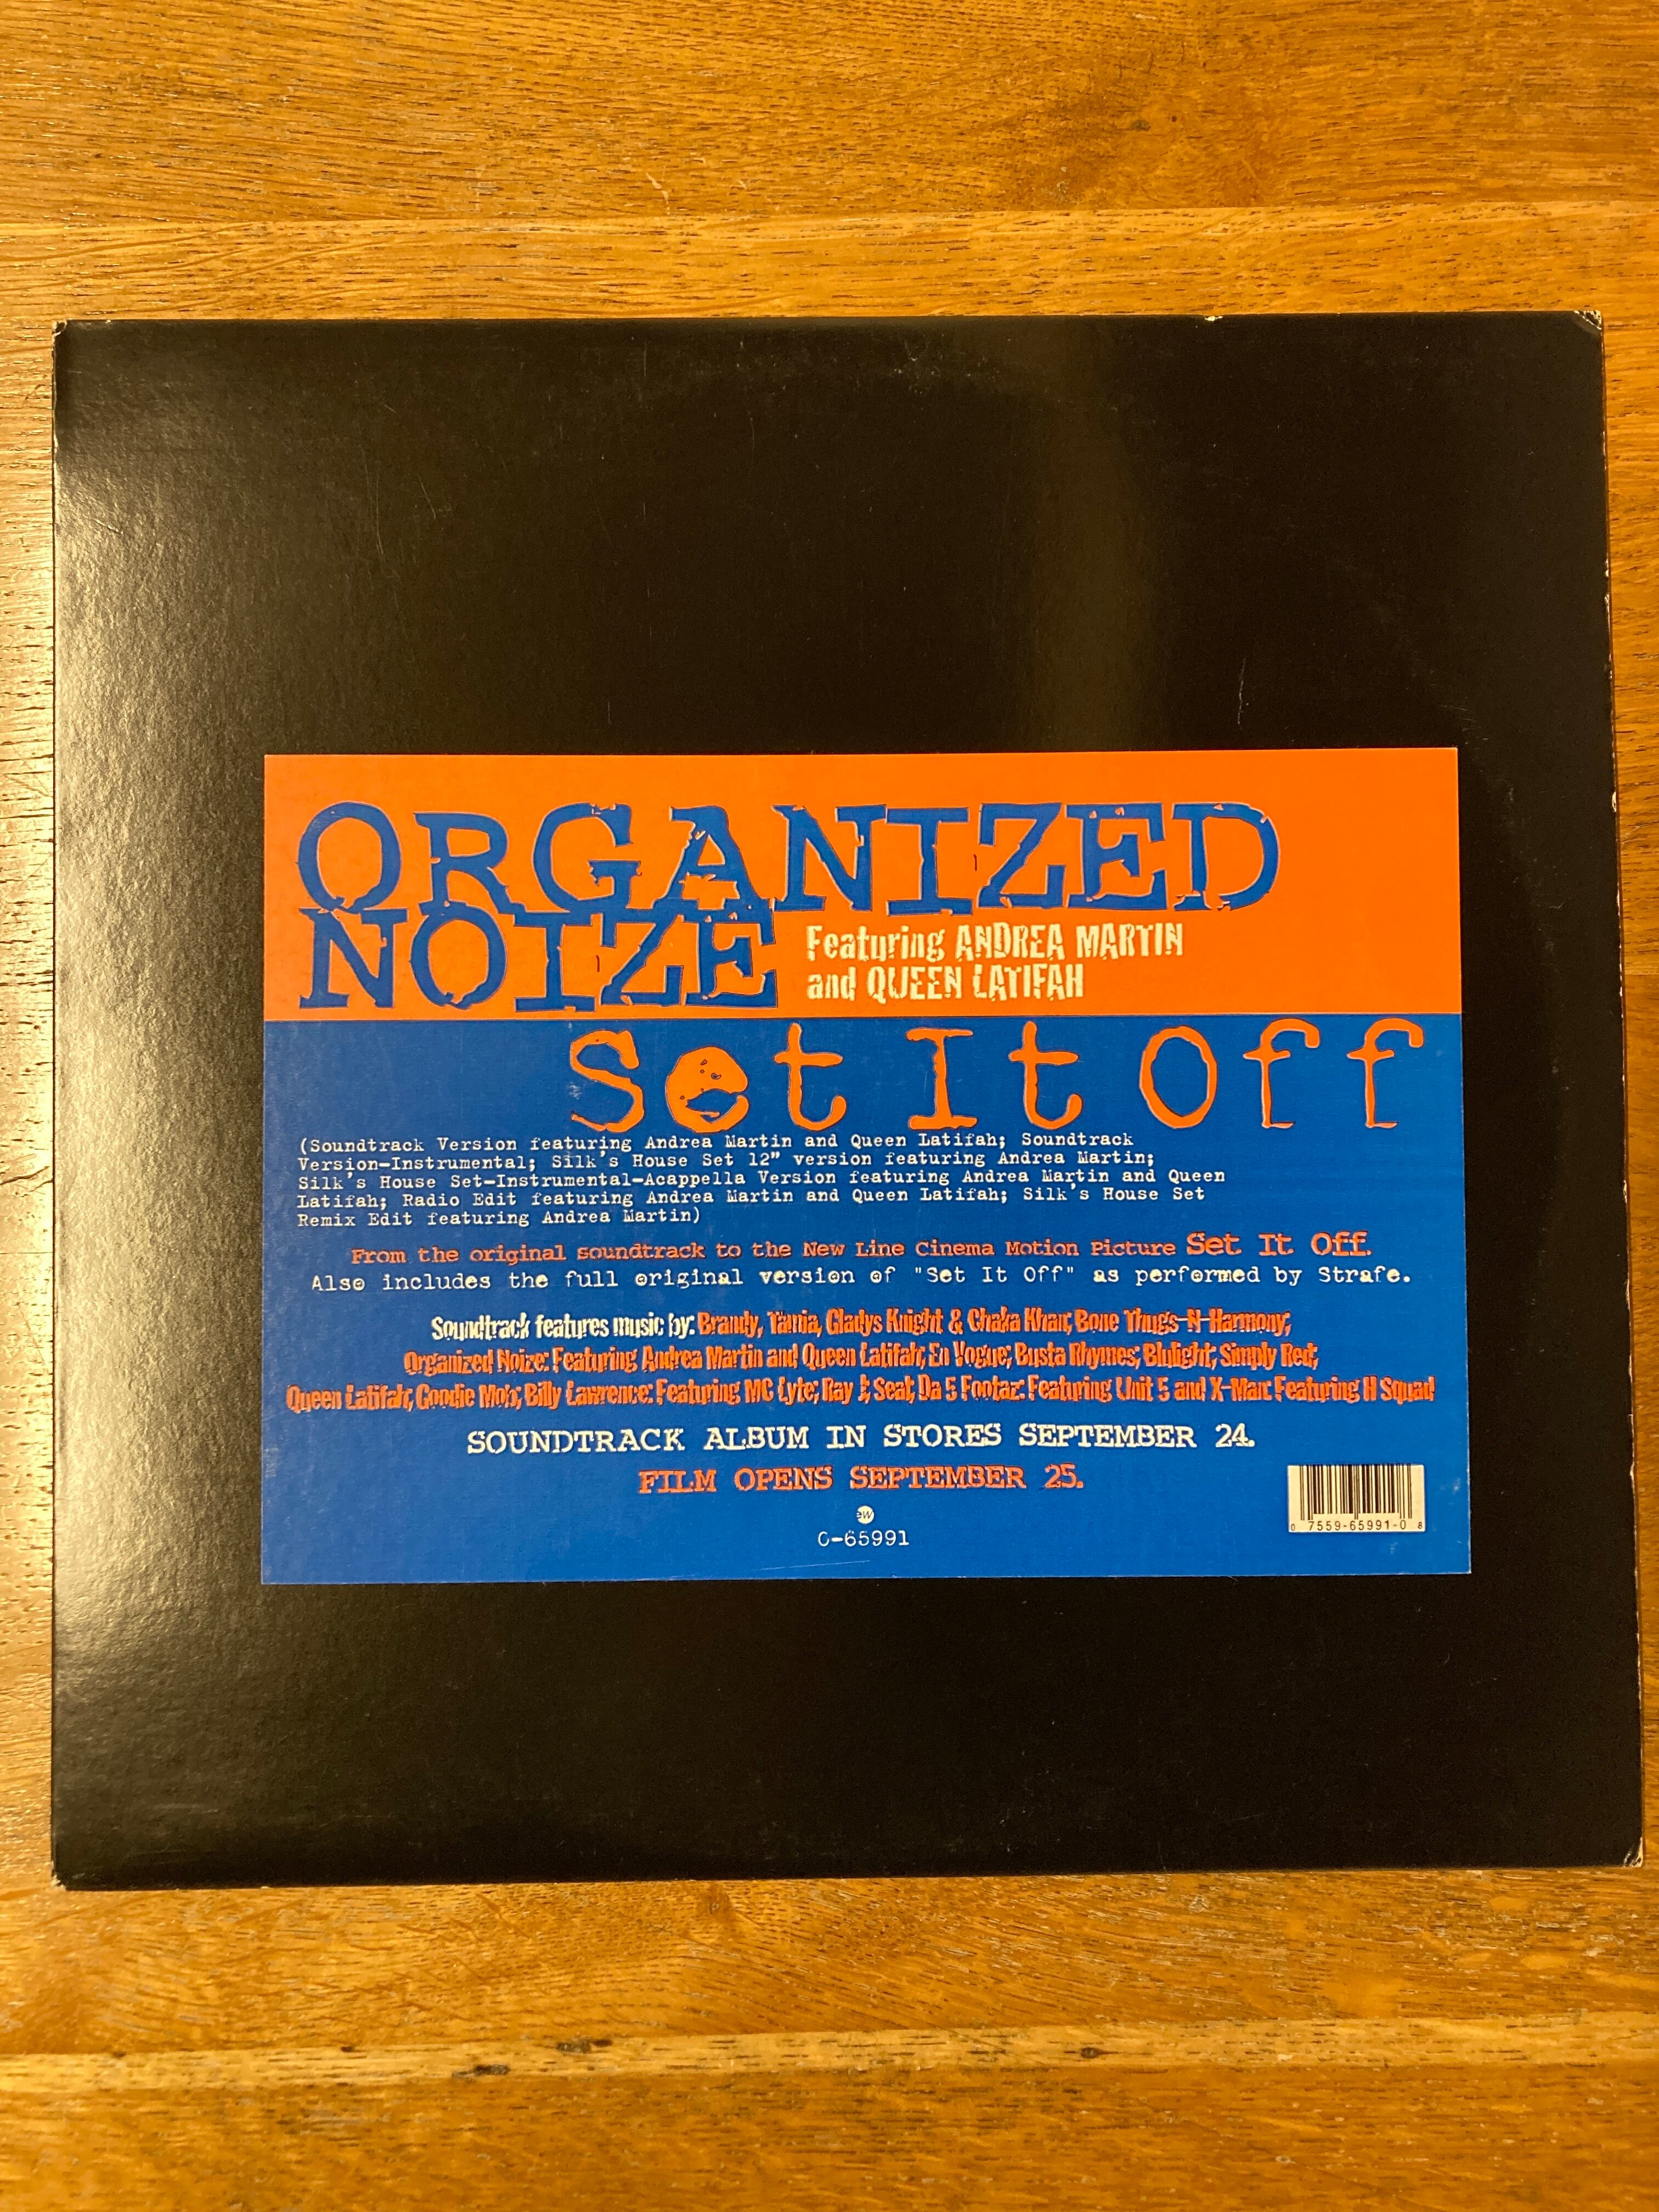 ORGANIZED
NOIZE
Featuring ANDREA MARTIN
and QUEEN LATIFAH
Set It Off
(Soundtrack Version featuring Andrea Martin and Queen Latifah; Soundtrack
Version-Instrumental; Silk's House Set 12" version featuring Andrea Martin;
Silk's House Set-Instrumental-Acappella Version featuring Andrea Martin and Queen
Latifah; Radio Edit featuring Andrea Martin and Queen Latifah; Silk's House Set
Remix Edit featuring Andrea Martin)
From the original soundtrack to the New Line Cinema Motion Picture Set It Off.
Also includes the full original version of "Set It Off" as performed by Strafe.
Soundtrack features music by: Brandy, Tamia, Gladys Knight & Chaka Khan; Bone Thugs-N-Harmony;
Organized Noize: Featuring Andrea Martin and Queen Latifah; En Vogue; Busta Rhymes; Blulight; Simply Red;
Queen Latifah; Goodie Mob; Billy Lawrence: Featuring MC Lyte; Ray J; Seal; Da 5 Footaz: Featuring Unit 5 and X-Man: Featuring H Squad
SOUNDTRACK ALBUM IN STORES SEPTEMBER 24.
FILM OPENS SEPTEMBER 25.
ew
0-65991
0 7559-65991-0 8